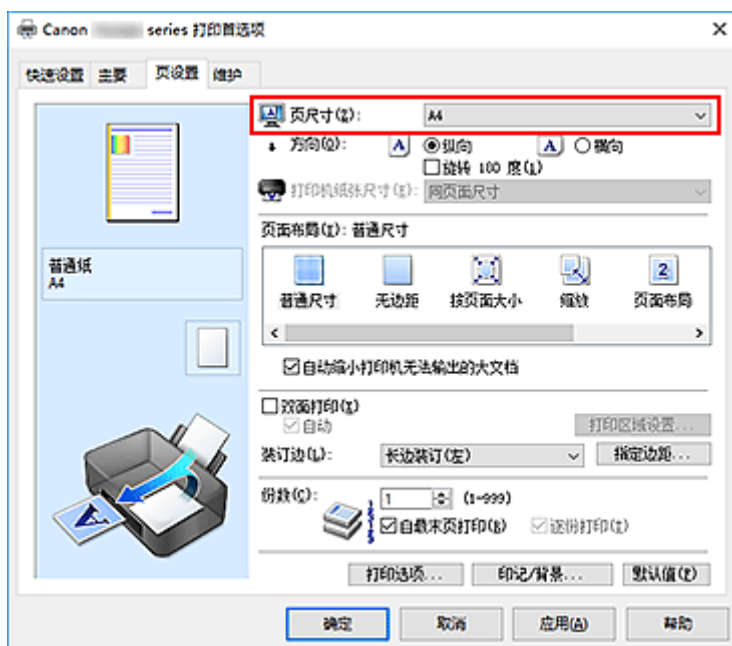 Canon series 打印首选项
快速设置 主要 页设置 维护
页尺寸(Z): A4
方向(O): A 纵向 A 横向
旋转 180 度(1)
打印机纸张尺寸(E): 同页面尺寸
页面布局(I): 普通尺寸
普通尺寸 无边距 按页面大小 缩放 页面布局
2
自动缩小打印机无法输出的大文档
普通纸
A4
双面打印(X)
自动
打印区域设置...
装订边(L): 长边装订(左) 指定边距...
份数(C): 1 (1-999)
自最末页打印(R) 逐份打印(T)
打印选项... 印记/背景... 默认值(F)
确定 取消 应用(A) 帮助